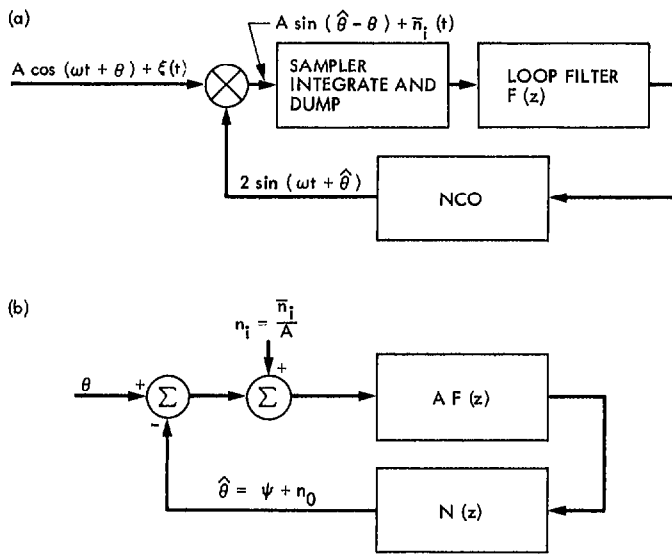 (a)
A sin (θ̂ - θ) + n̅ᵢ (t)
A cos (ωt + θ) + ξ(t)
SAMPLER
INTEGRATE AND
DUMP
LOOP FILTER
F (z)
2 sin (ωt + θ̂)
NCO
(b)
nᵢ = n̅ᵢ/A
+
θ
+
Σ
Σ
A F (z)
-
θ̂ = ψ + n₀
N (z)